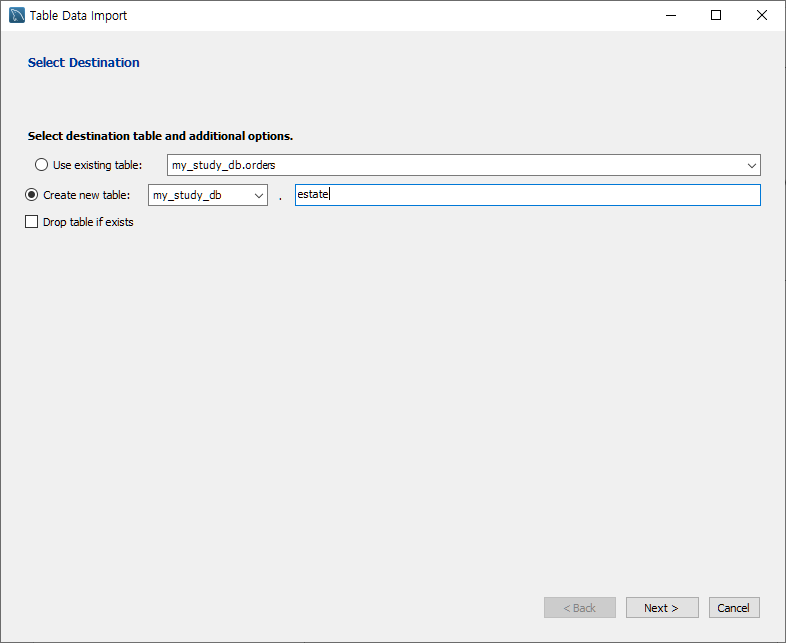 Table Data Import
Select Destination
Select destination table and additional options.
Use existing table: my_study_db.orders
Create new table: my_study_db . estate
Drop table if exists
< Back Next > Cancel